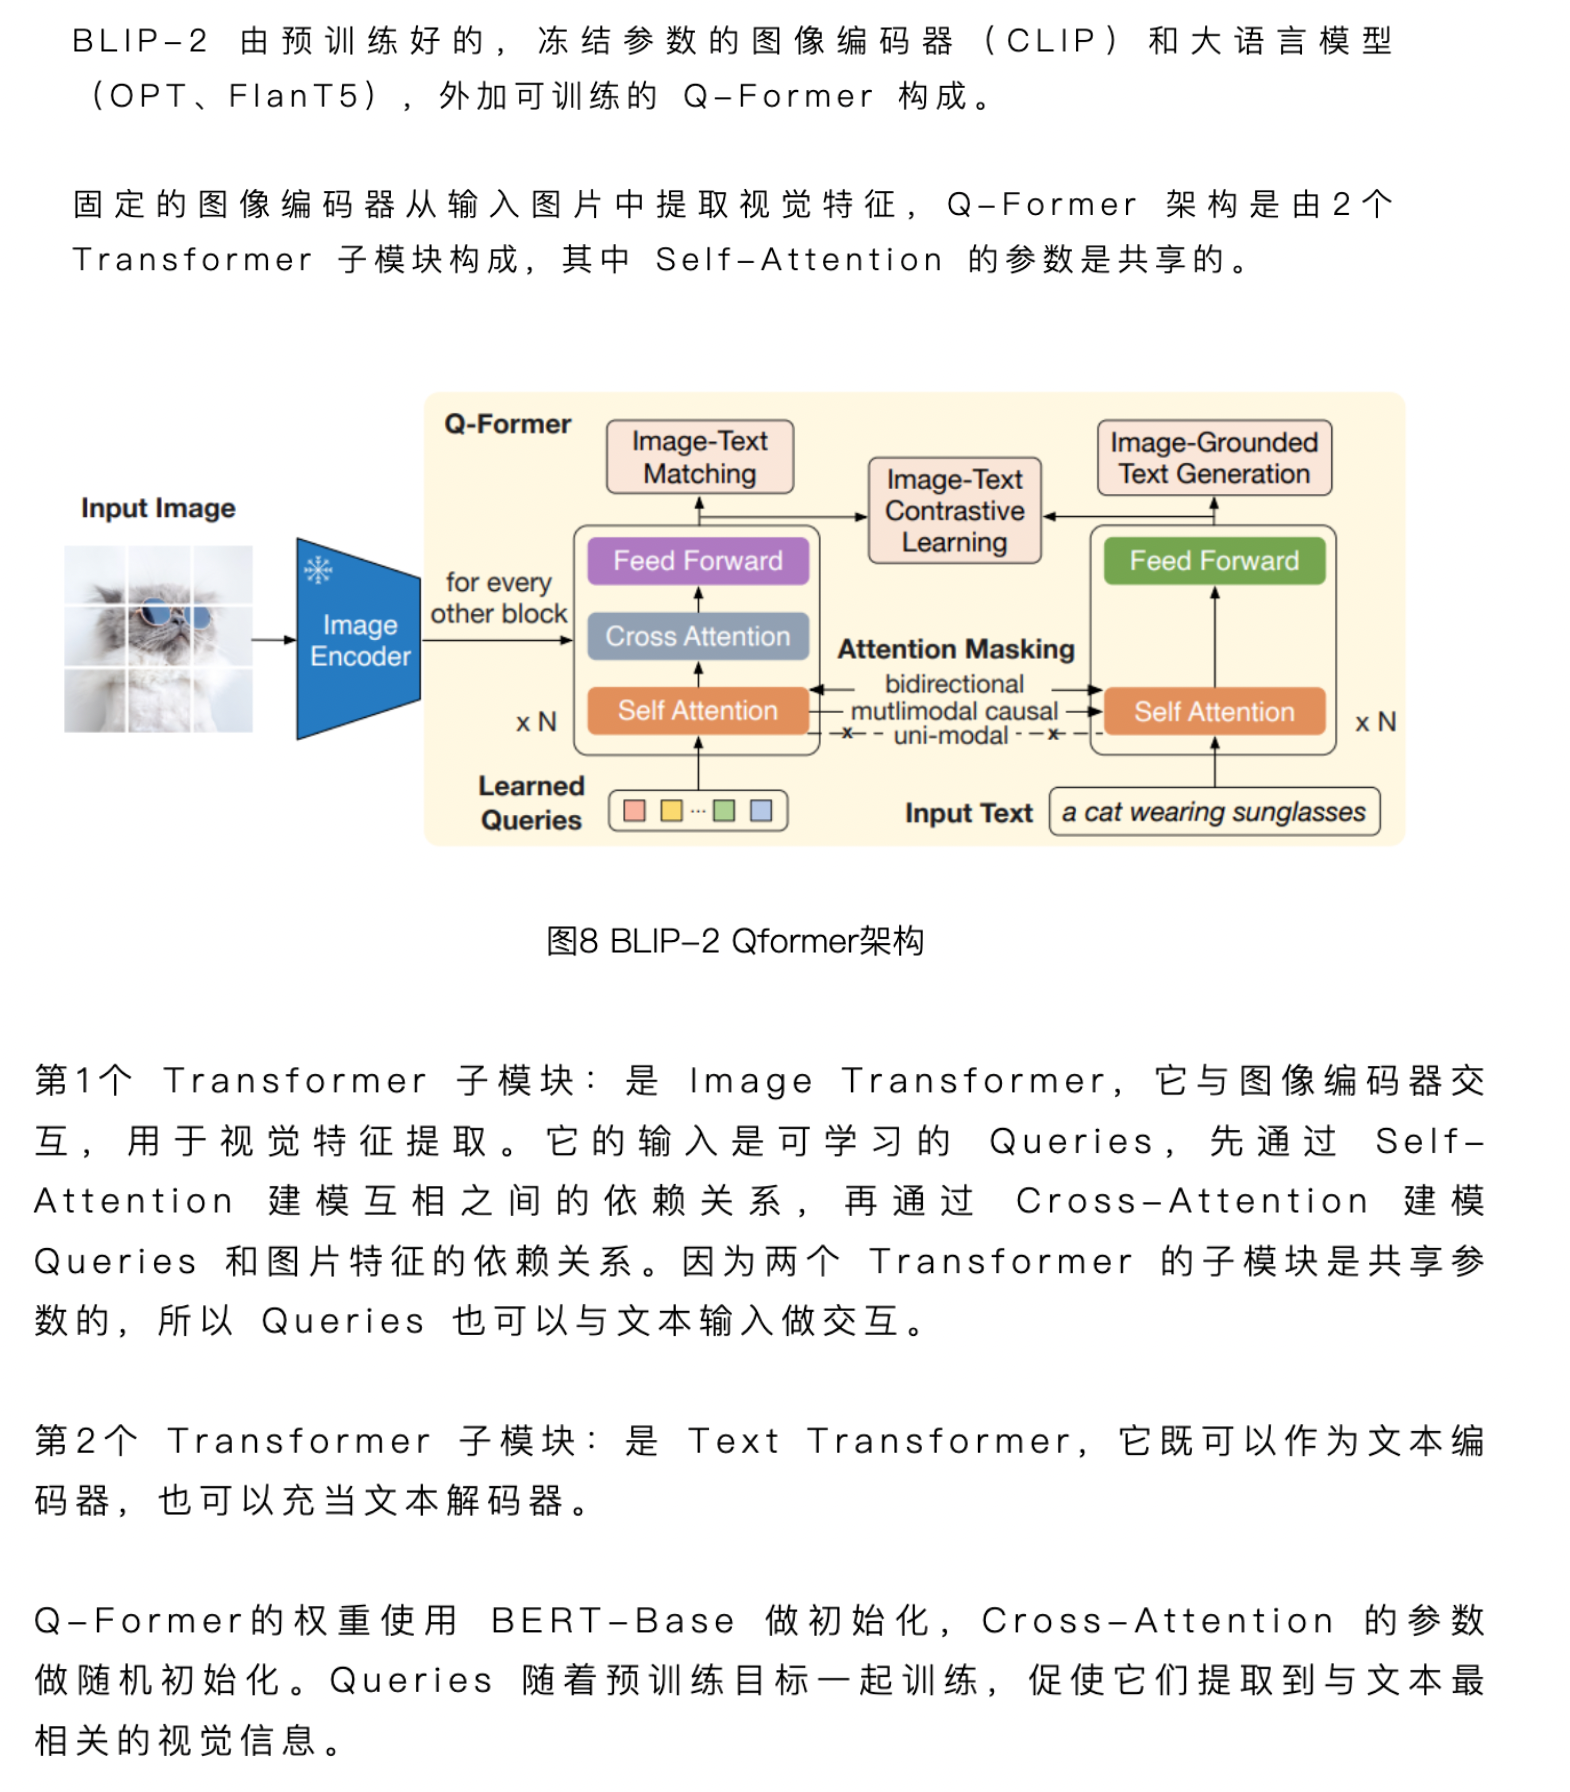 BLIP-2 由预训练好的，冻结参数的图像编码器（CLIP）和大语言模型
（OPT、FlanT5），外加可训练的 Q-Former 构成。
固定的图像编码器从输入图片中提取视觉特征，Q-Former 架构是由2个
Transformer 子模块构成，其中 Self-Attention 的参数是共享的。
Q-Former
Image-Text
Matching
Image-Text
Contrastive
Learning
Image-Grounded
Text Generation
Input Image
Image
Encoder
for every
other block
Feed Forward
Cross Attention
Self Attention
x N
Attention Masking
bidirectional
mutlimodal causal
uni-modal
x
x
Feed Forward
Self Attention
x N
Learned
Queries
...
Input Text
a cat wearing sunglasses
图8 BLIP-2 Qformer架构
第1个 Transformer 子模块：是 Image Transformer，它与图像编码器交
互，用于视觉特征提取。它的输入是可学习的 Queries，先通过 Self-
Attention 建模互相之间的依赖关系，再通过 Cross-Attention 建模
Queries 和图片特征的依赖关系。因为两个 Transformer 的子模块是共享参
数的，所以 Queries 也可以与文本输入做交互。
第2个 Transformer 子模块：是 Text Transformer，它既可以作为文本编
码器，也可以充当文本解码器。
Q-Former的权重使用 BERT-Base 做初始化，Cross-Attention 的参数
做随机初始化。Queries 随着预训练目标一起训练，促使它们提取到与文本最
相关的视觉信息。